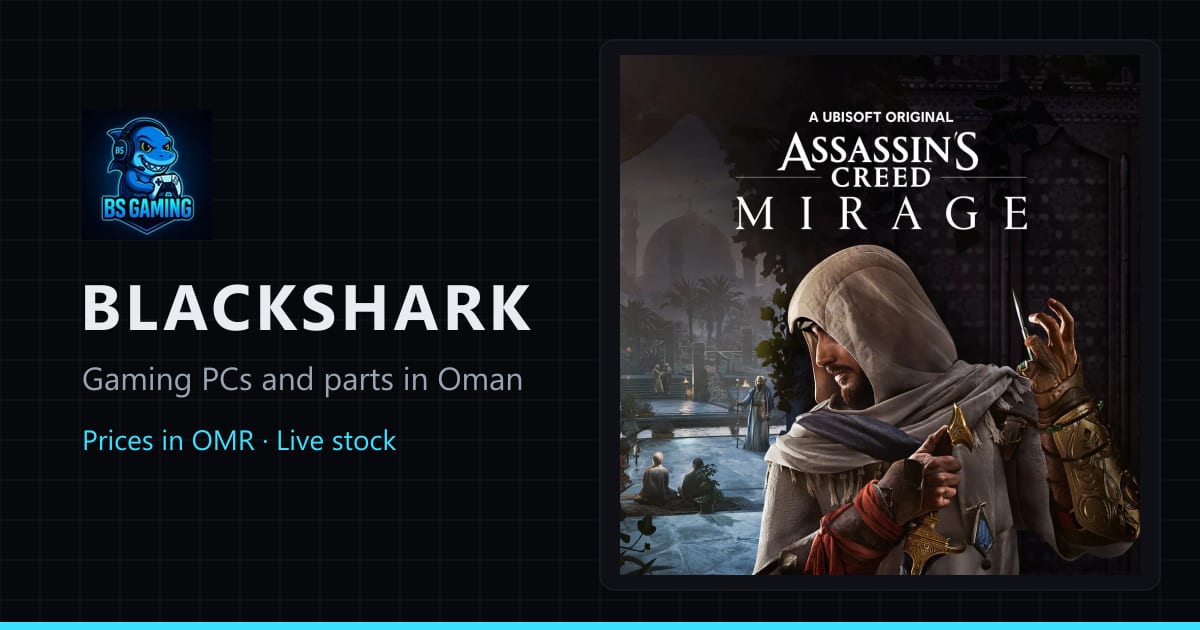 BS
BS GAMING
BLACKSHARK
Gaming PCs and parts in Oman
Prices in OMR · Live stock
A UBISOFT ORIGINAL
ASSASSIN'S
CREED
MIRAGE